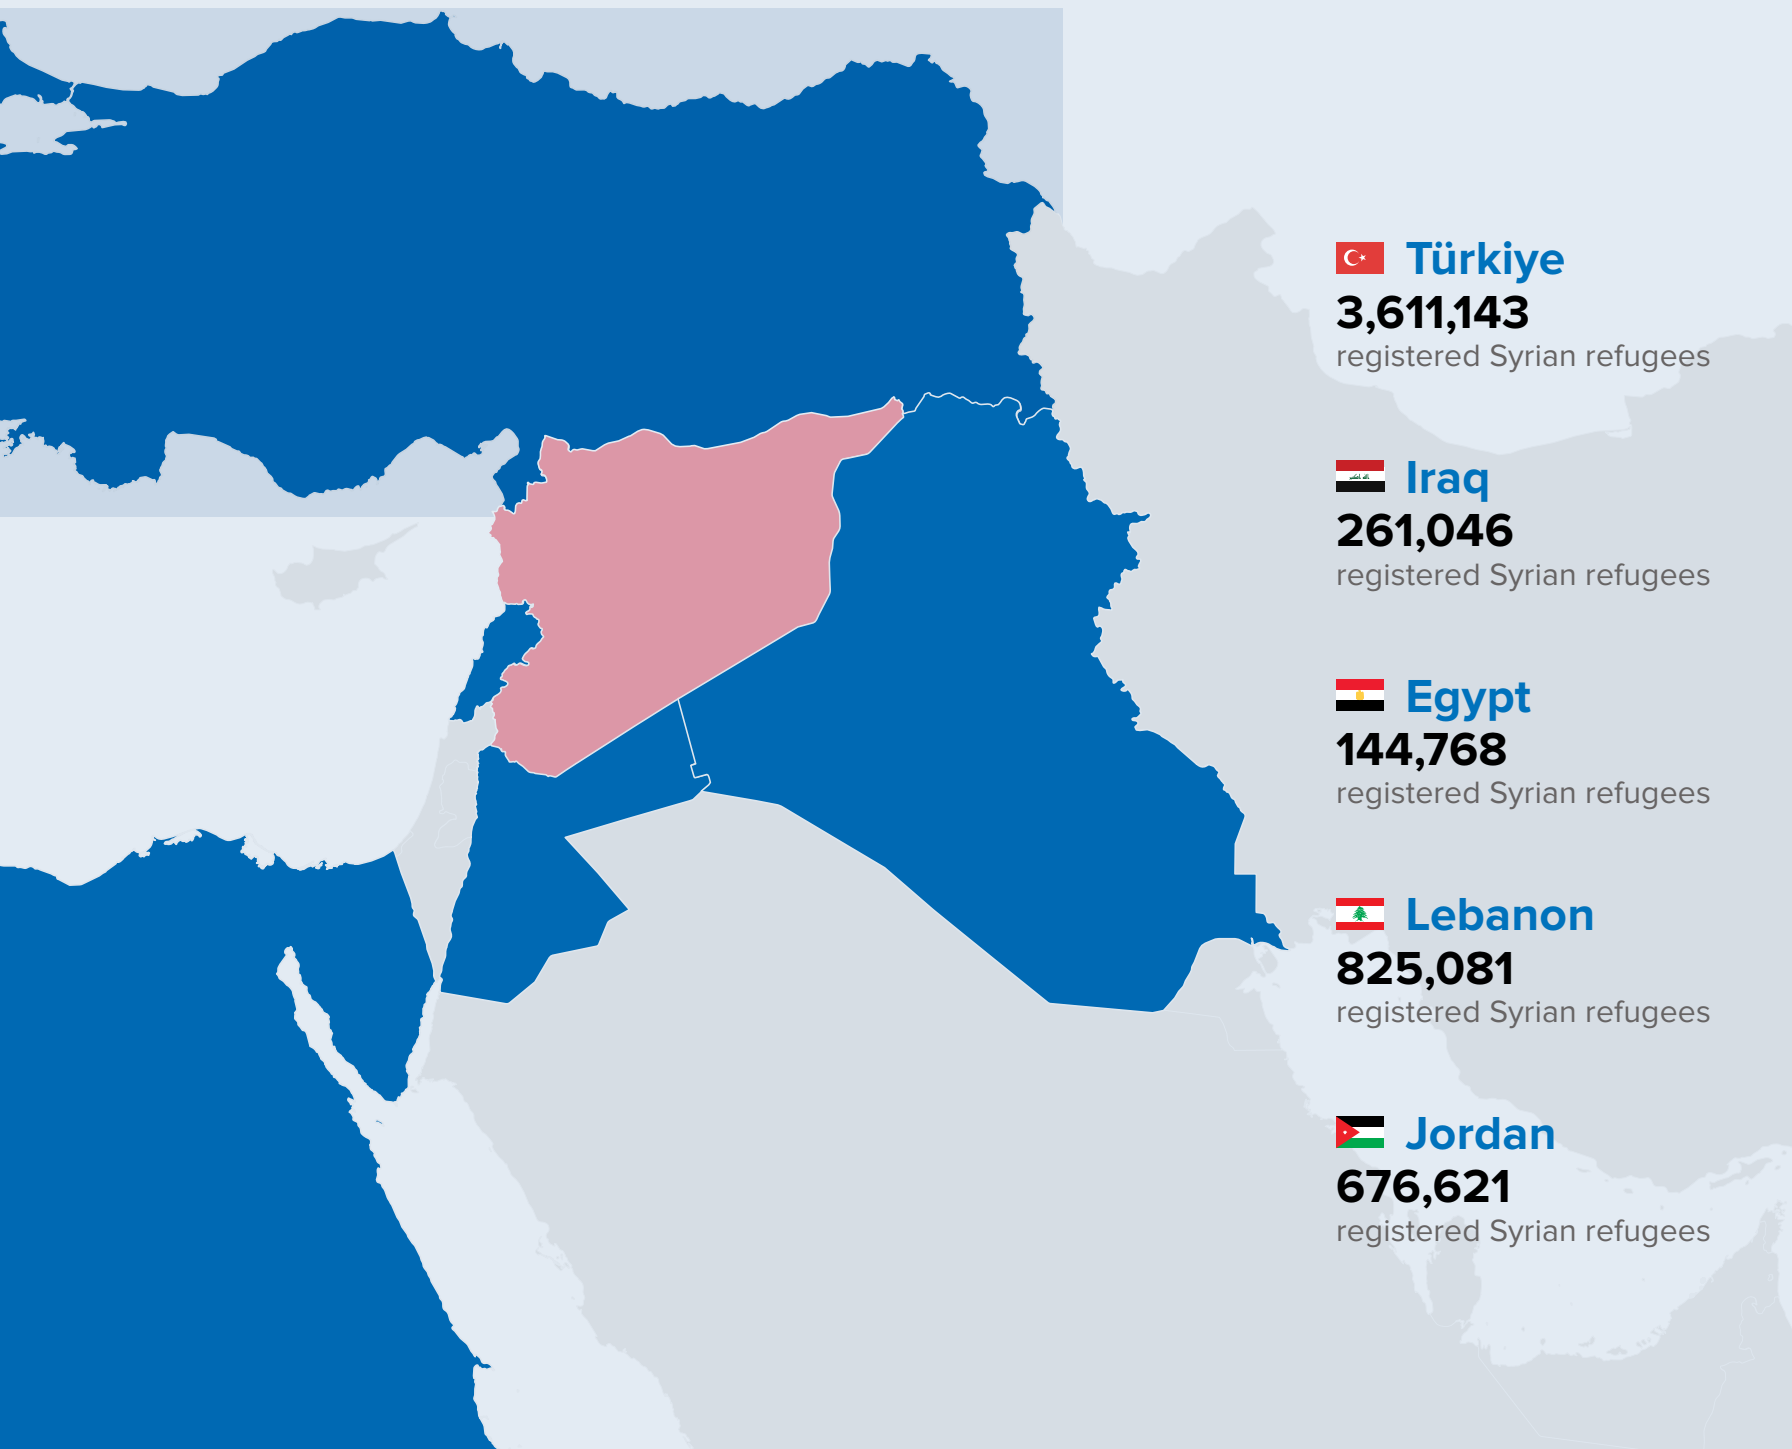 Türkiye
3,611,143
registered Syrian refugees
Iraq
261,046
registered Syrian refugees
Egypt
144,768
registered Syrian refugees
Lebanon
825,081
registered Syrian refugees
Jordan
676,621
registered Syrian refugees